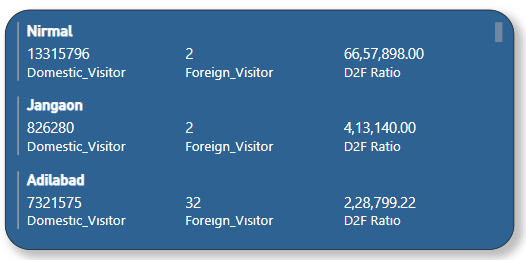 Nirmal
13315796 2 66,57,898.00
Domestic_Visitor Foreign_Visitor D2F Ratio
Jangaon
826280 2 4,13,140.00
Domestic_Visitor Foreign_Visitor D2F Ratio
Adilabad
7321575 32 2,28,799.22
Domestic_Visitor Foreign_Visitor D2F Ratio